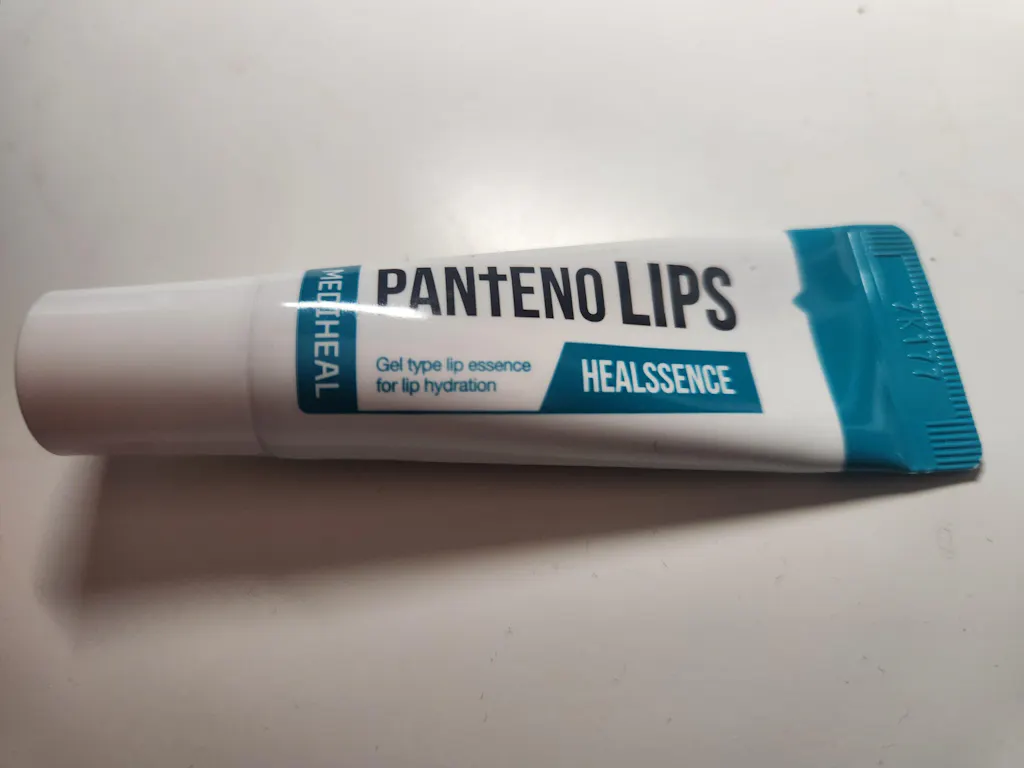 MEDIHEAL
PANTENO LIPS
Gel type lip essence
for lip hydration
HEALSSENCE